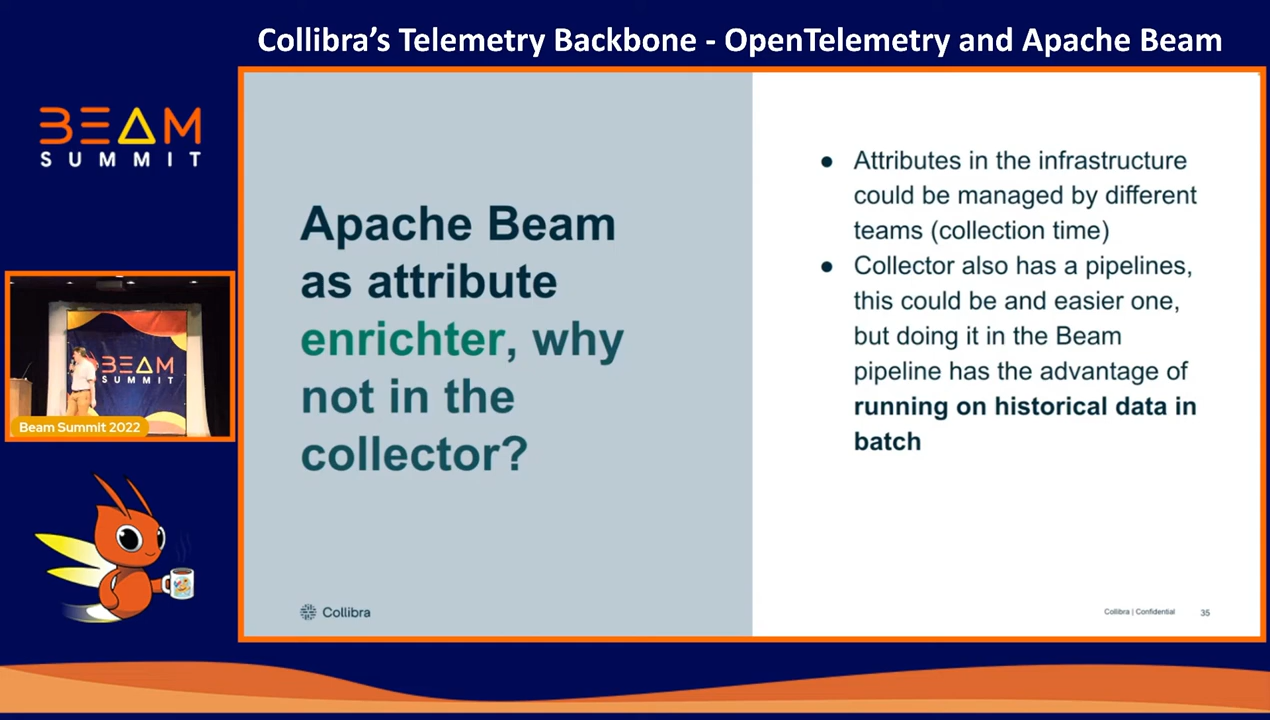 Collibra's Telemetry Backbone - OpenTelemetry and Apache Beam
BEAM
SUMMIT
BEAM
SUMMIT
Beam Summit 2022
Apache Beam
as attribute
enrichter, why
not in the
collector?
Attributes in the infrastructure
could be managed by different
teams (collection time)
Collector also has a pipelines,
this could be and easier one,
but doing it in the Beam
pipeline has the advantage of
running on historical data in
batch
Collibra
Collibra | Confidential
35